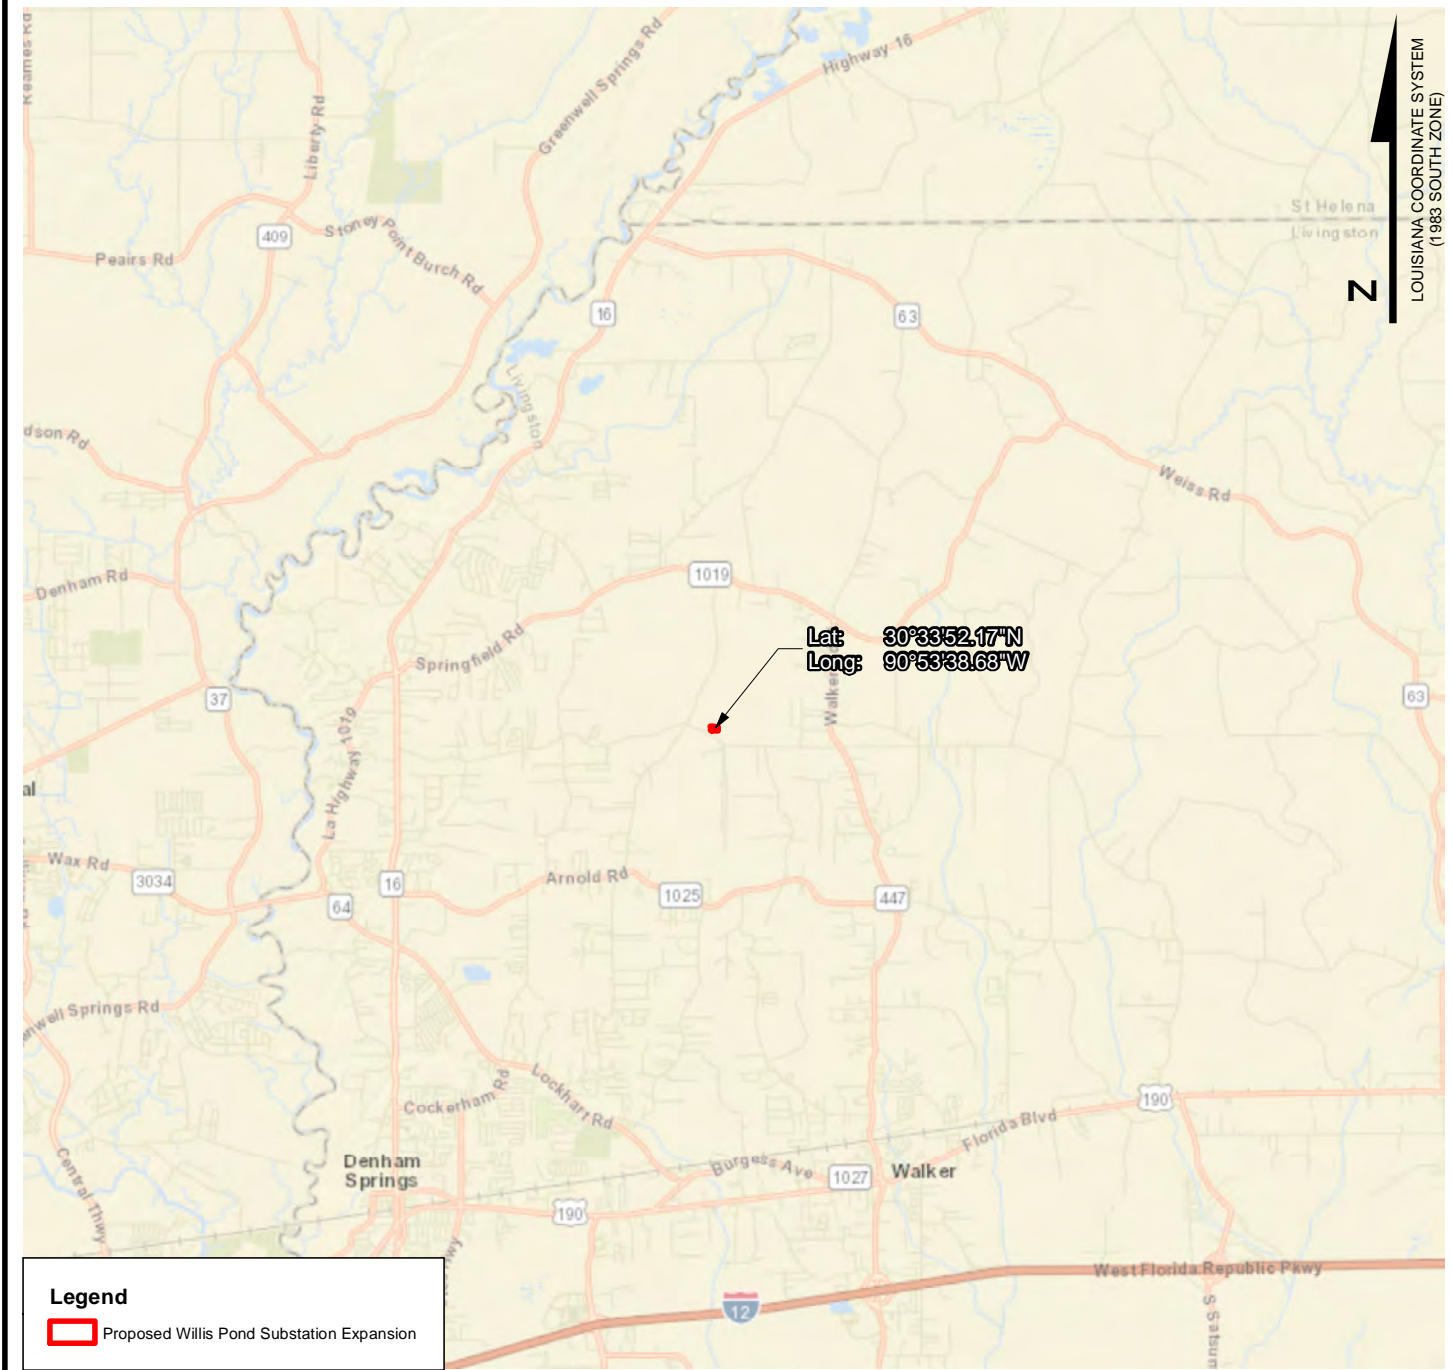 Reames Rd
Liberty Rd
Greenwell Springs Rd
Highway 16
LOUISIANA COORDINATE SYSTEM
(1983 SOUTH ZONE)
N
St Helena
Livingston
409
Stoney Point Burch Rd
Peairs Rd
16
63
Livingston
dson Rd
Weiss Rd
Denham Rd
1019
Lat: 30°33'52.17"N
Long: 90°53'38.68"W
Springfield Rd
Walker
37
63
La Highway 1019
al
Wax Rd
3034
16
64
Arnold Rd
1025
447
nwell Springs Rd
Cockerham Rd
Lockhart Rd
190
Florida Blvd
Denham
Springs
Burgess Ave
1027
Walker
Central Thwy
190
West Florida Republic Pkwy
12
S Satsum
Legend
Proposed Willis Pond Substation Expansion